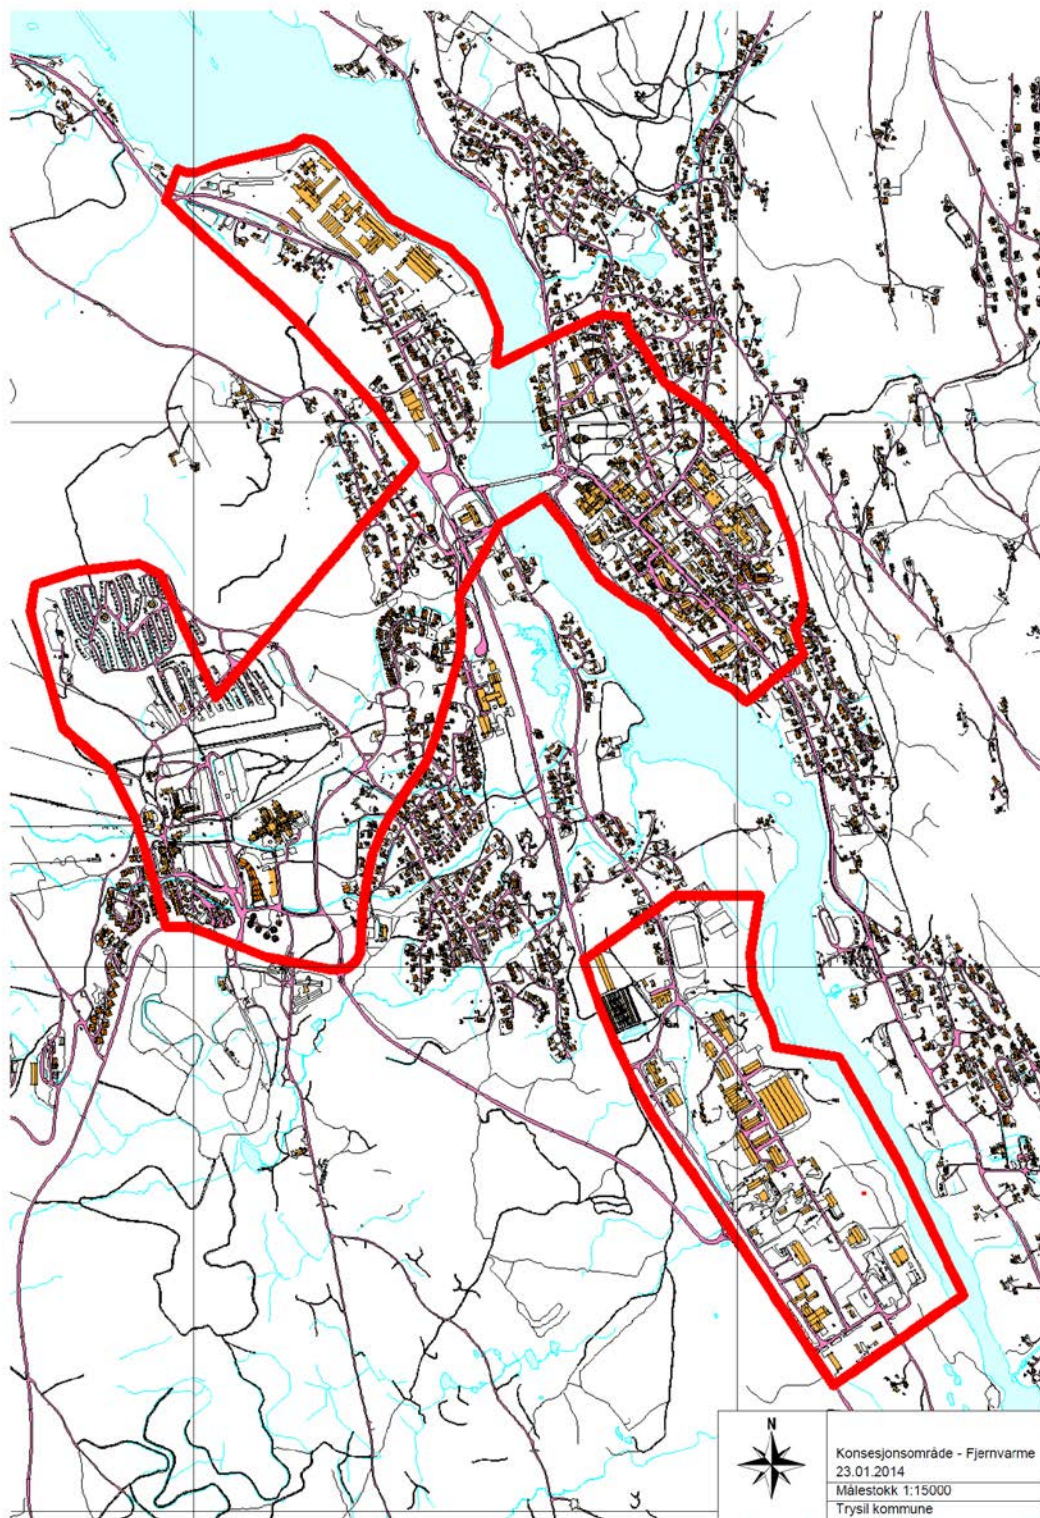 N
Konsesjonsområde - Fjernvarme
23.01.2014
Målestokk 1:15000
Trysil kommune